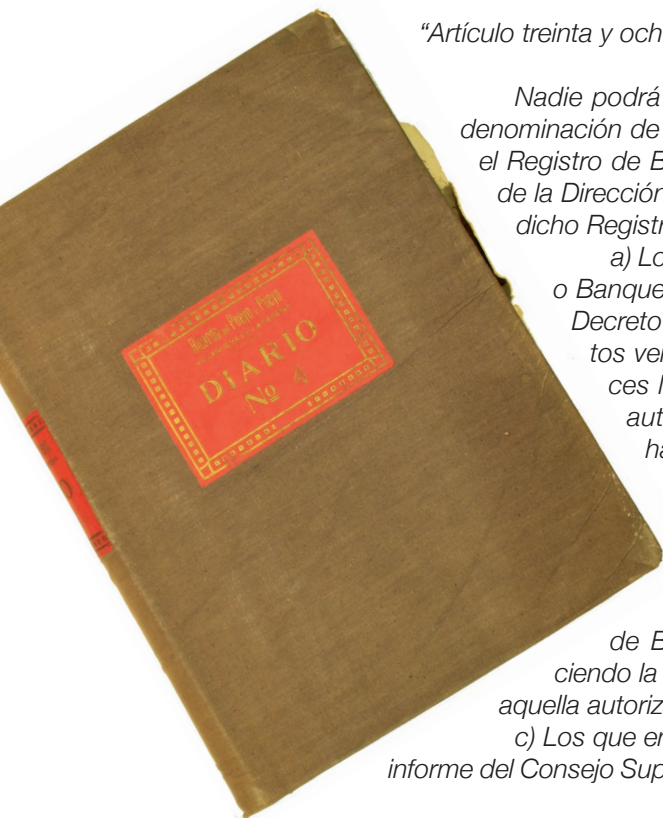 “Artículo treinta y och
Nadie podrá
denominación de
el Registro de B
de la Dirección
dicho Registr
a) Lo
o Banque
Decreto
tos ver
ces l
aut
ha
de B
ciendo la
aquella autoriz
c) Los que en
informe del Consejo Sup
DIARIO
Nº 4